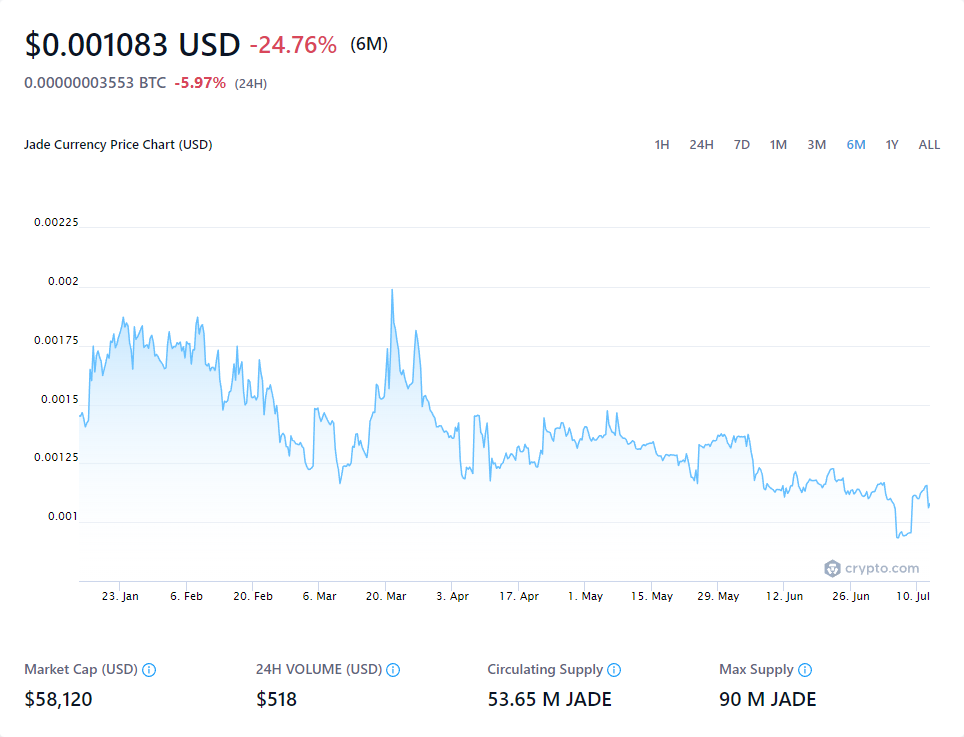 $0.001083 USD -24.76% (6M)
0.00000003553 BTC -5.97% (24H)
Jade Currency Price Chart (USD) 1H 24H 7D 1M 3M 6M 1Y ALL
0.00225
0.002
0.00175
0.0015
0.00125
0.001
crypto.com
23. Jan 6. Feb 20. Feb 6. Mar 20. Mar 3. Apr 17. Apr 1. May 15. May 29. May 12. Jun 26. Jun 10. Jul
Market Cap (USD) 24H VOLUME (USD) Circulating Supply Max Supply
$58,120 $518 53.65 M JADE 90 M JADE